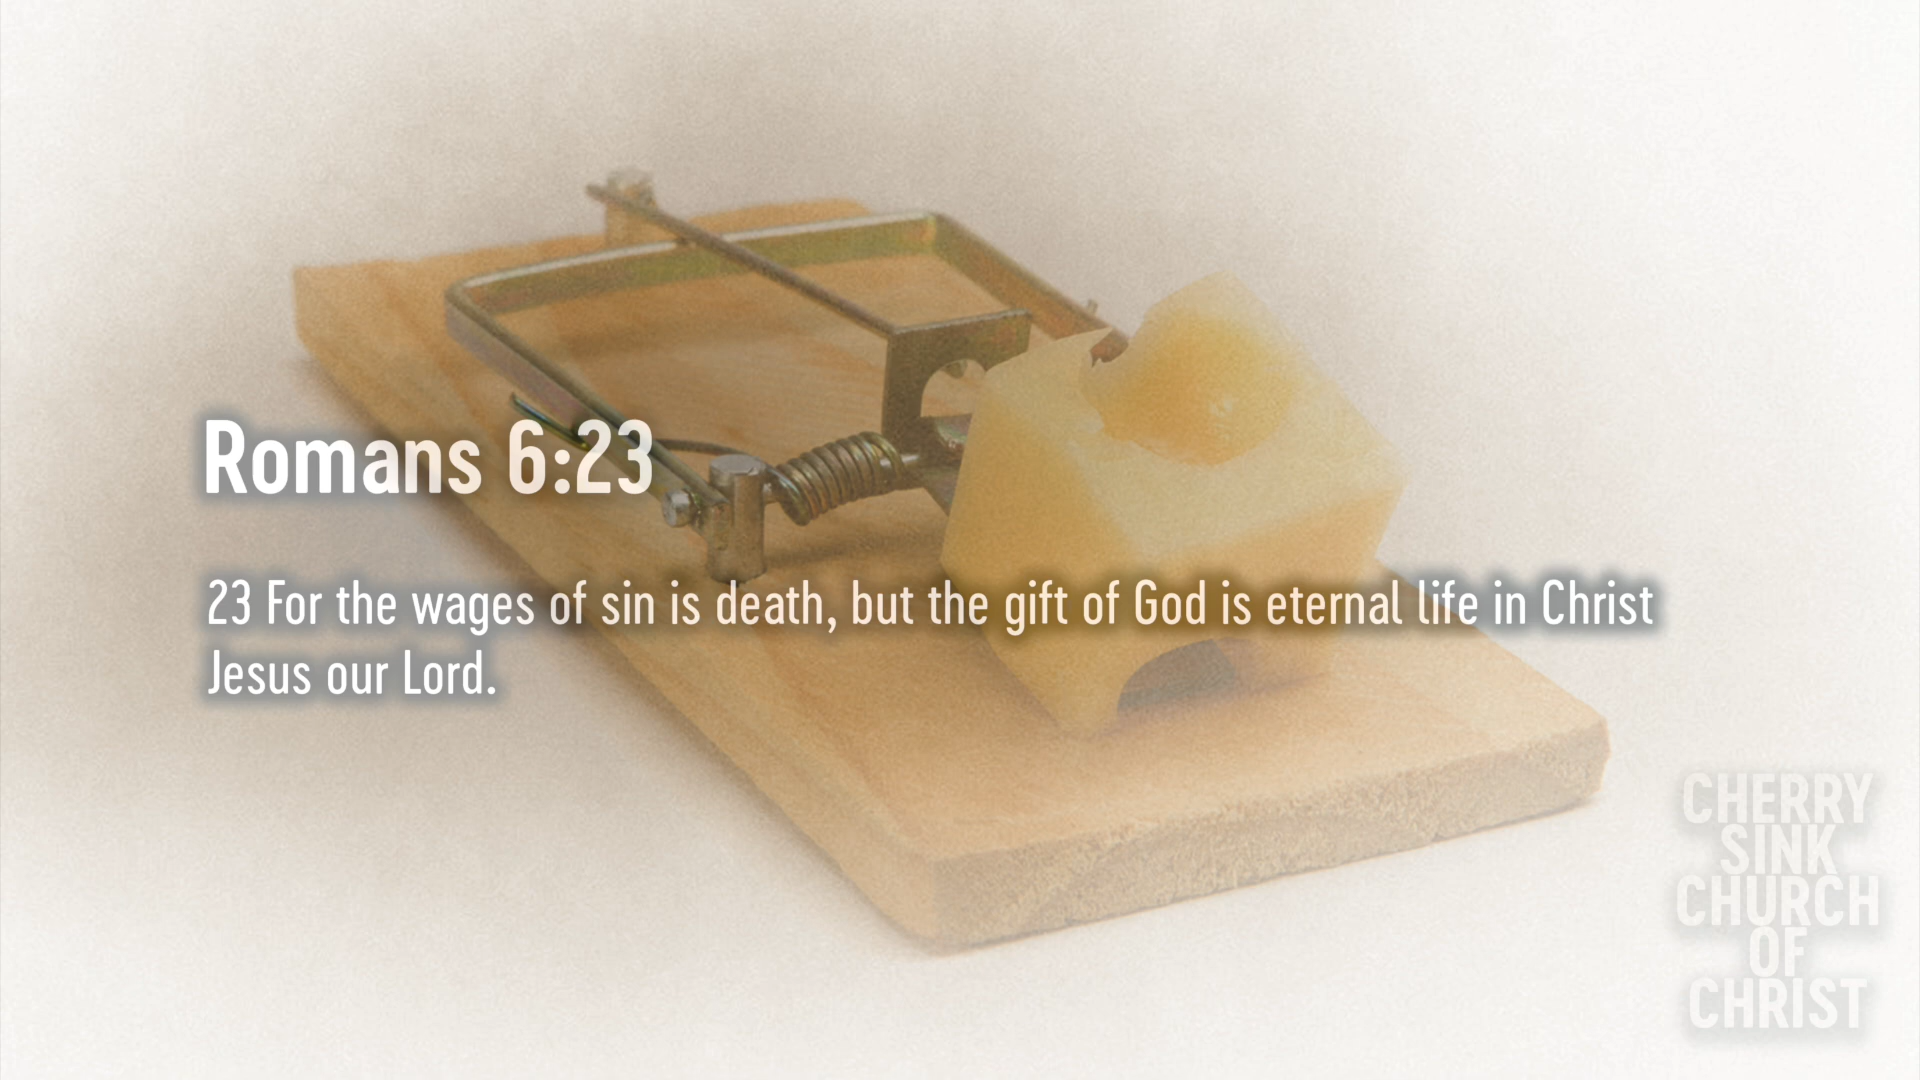 Romans 6:23
23 For the wages of sin is death, but the gift of God is eternal life in Christ
Jesus our Lord.
CHERRY
SINK
CHURCH
OF
CHRIST